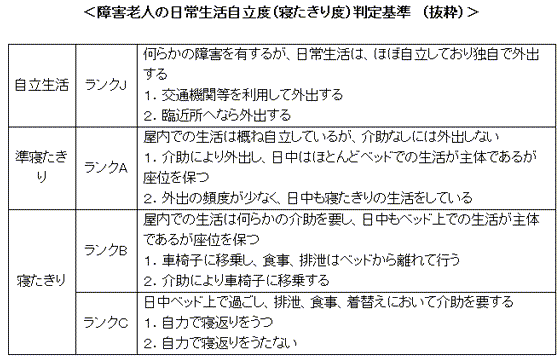 ＜障害老人の日常生活自立度（寝たきり度）判定基準　（抜粋）＞
自立生活
ランクJ
何らかの障害を有するが、日常生活は、ほぼ自立しており独自で外出
する
1．交通機関等を利用して外出する
2．臨近所へなら外出する
準寝たき
り
ランクA
屋内での生活は概ね自立しているが、介助なしには外出しない
1．介助により外出し、日中はほとんどベッドでの生活が主体であるが
座位を保つ
2．外出の頻度が少なく、日中も寝たきりの生活をしている
寝たきり
ランクB
屋内での生活は何らかの介助を要し、日中もベッド上での生活が主体
であるが座位を保つ
1．車椅子に移乗し、食事、排泄はベッドから離れて行う
2．介助により車椅子に移乗する
ランクC
日中ベッド上で過ごし、排泄、食事、着替えにおいて介助を要する
1．自力で寝返りをうつ
2．自力で寝返りをうたない